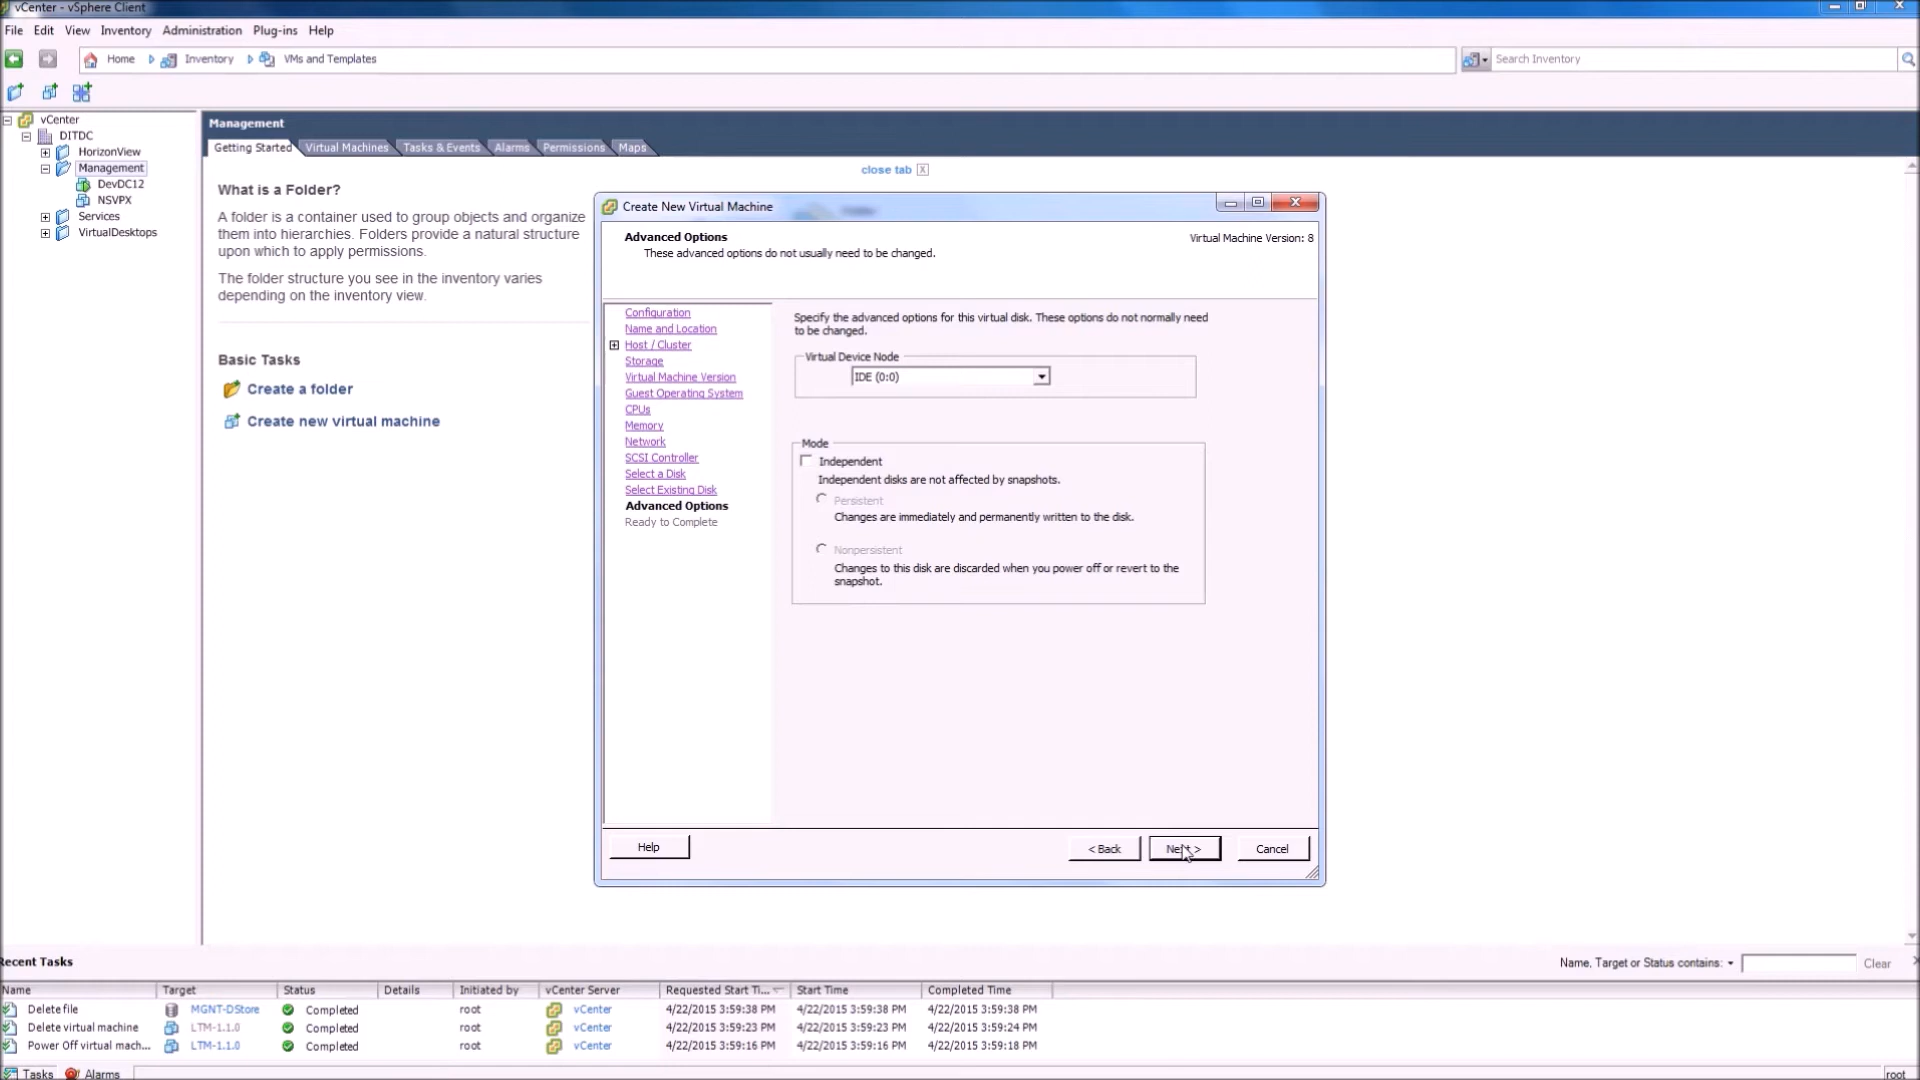 vCenter - vSphere Client
File Edit View Inventory Administration Plug-ins Help
Home Inventory VMs and Templates
Search Inventory
vCenter
DITDC
HorizonView
Management
DevDC12
NSVPX
Services
VirtualDesktops
Management
Getting Started Virtual Machines Tasks & Events Alarms Permissions Maps
close tab X
What is a Folder?
A folder is a container used to group objects and organize
them into hierarchies. Folders provide a natural structure
upon which to apply permissions.
The folder structure you see in the inventory varies
depending on the inventory view.
Basic Tasks
Create a folder
Create new virtual machine
Create New Virtual Machine
Advanced Options
These advanced options do not usually need to be changed.
Virtual Machine Version: 8
Configuration
Name and Location
Host / Cluster
Storage
Virtual Machine Version
Guest Operating System
CPUs
Memory
Network
SCSI Controller
Select a Disk
Select Existing Disk
Advanced Options
Ready to Complete
Specify the advanced options for this virtual disk. These options do not normally need
to be changed.
Virtual Device Node
IDE (0:0)
Mode
Independent
Independent disks are not affected by snapshots.
Persistent
Changes are immediately and permanently written to the disk.
Nonpersistent
Changes to this disk are discarded when you power off or revert to the
snapshot.
Help < Back Next > Cancel
Recent Tasks
Name, Target or Status contains: Clear
Name Target Status Details Initiated by vCenter Server Requested Start Ti... Start Time Completed Time
Delete file MGNT-DStore Completed root vCenter 4/22/2015 3:59:38 PM 4/22/2015 3:59:38 PM 4/22/2015 3:59:38 PM
Delete virtual machine LTM-1.1.0 Completed root vCenter 4/22/2015 3:59:23 PM 4/22/2015 3:59:23 PM 4/22/2015 3:59:24 PM
Power Off virtual mach... LTM-1.1.0 Completed root vCenter 4/22/2015 3:59:16 PM 4/22/2015 3:59:16 PM 4/22/2015 3:59:18 PM
Tasks Alarms
root